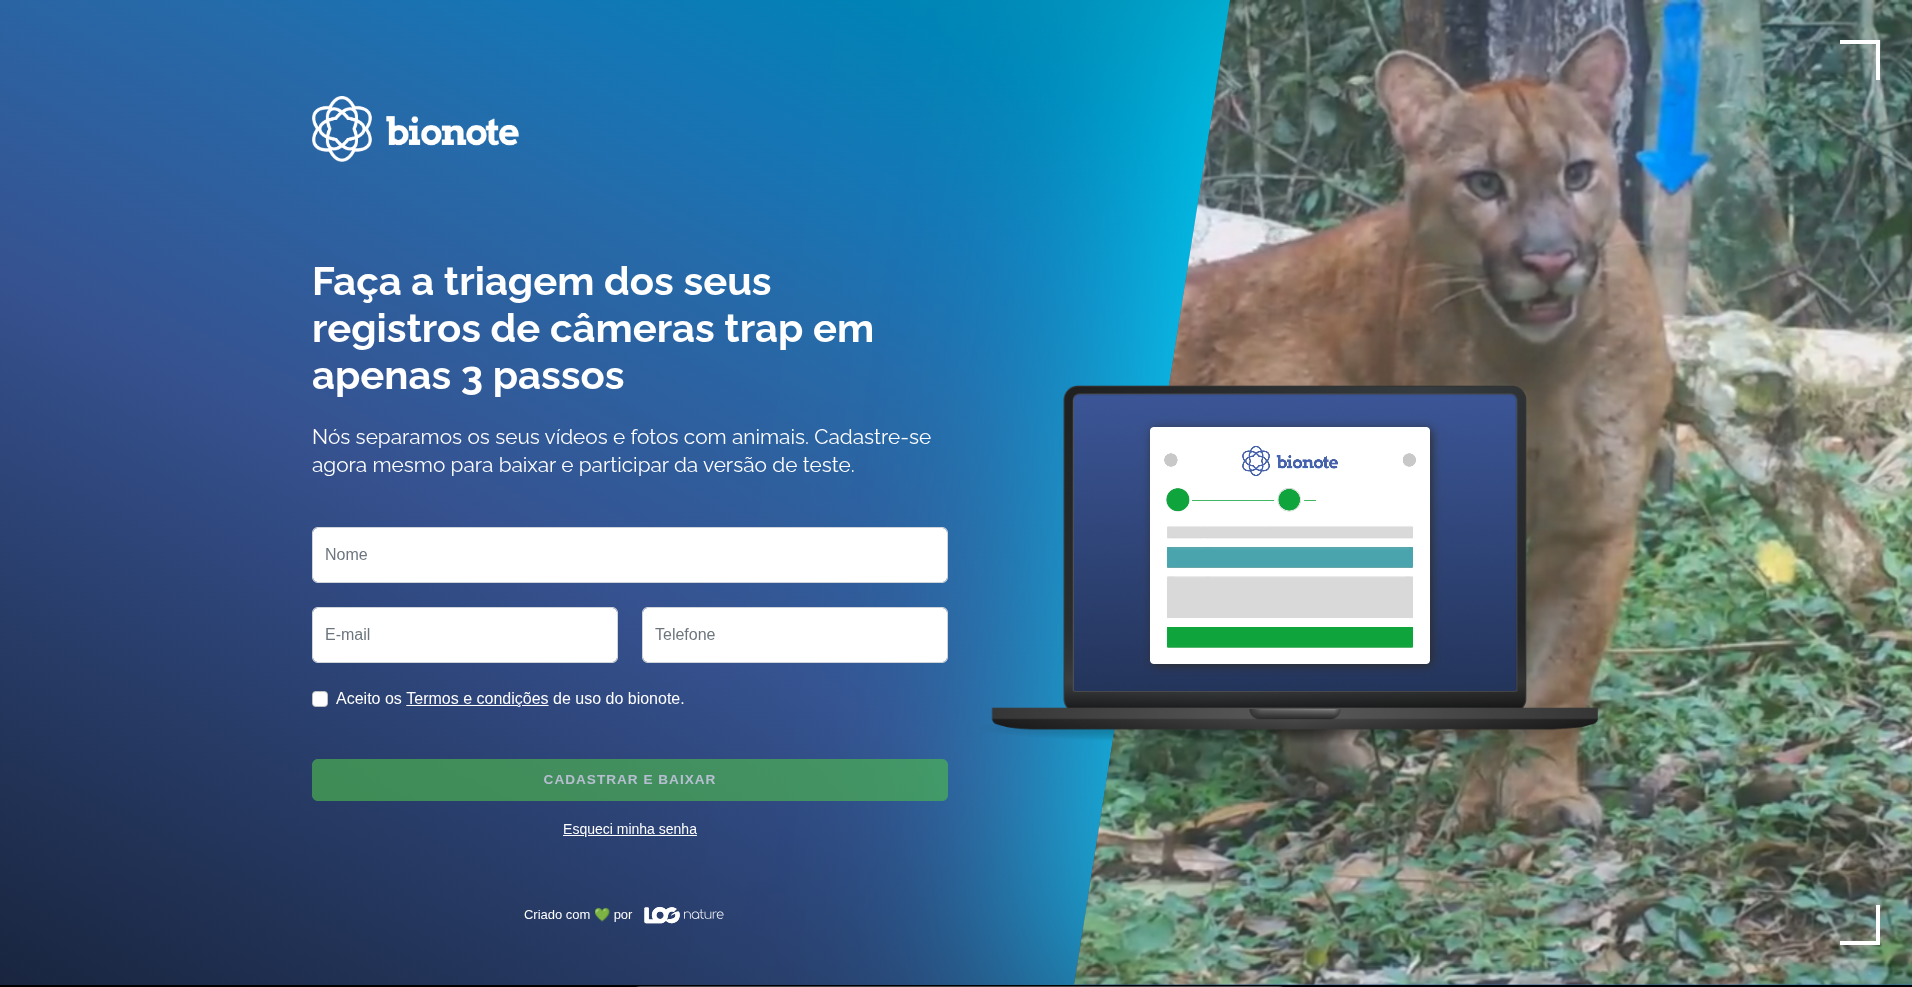 bionote
Faça a triagem dos seus
registros de câmeras trap em
apenas 3 passos
Nós separamos os seus vídeos e fotos com animais. Cadastre-se
agora mesmo para baixar e participar da versão de teste.
Nome
E-mail
Telefone
Aceito os Termos e condições de uso do bionote.
CADASTRAR E BAIXAR
Esqueci minha senha
Criado com 💚 por LOG nature
bionote